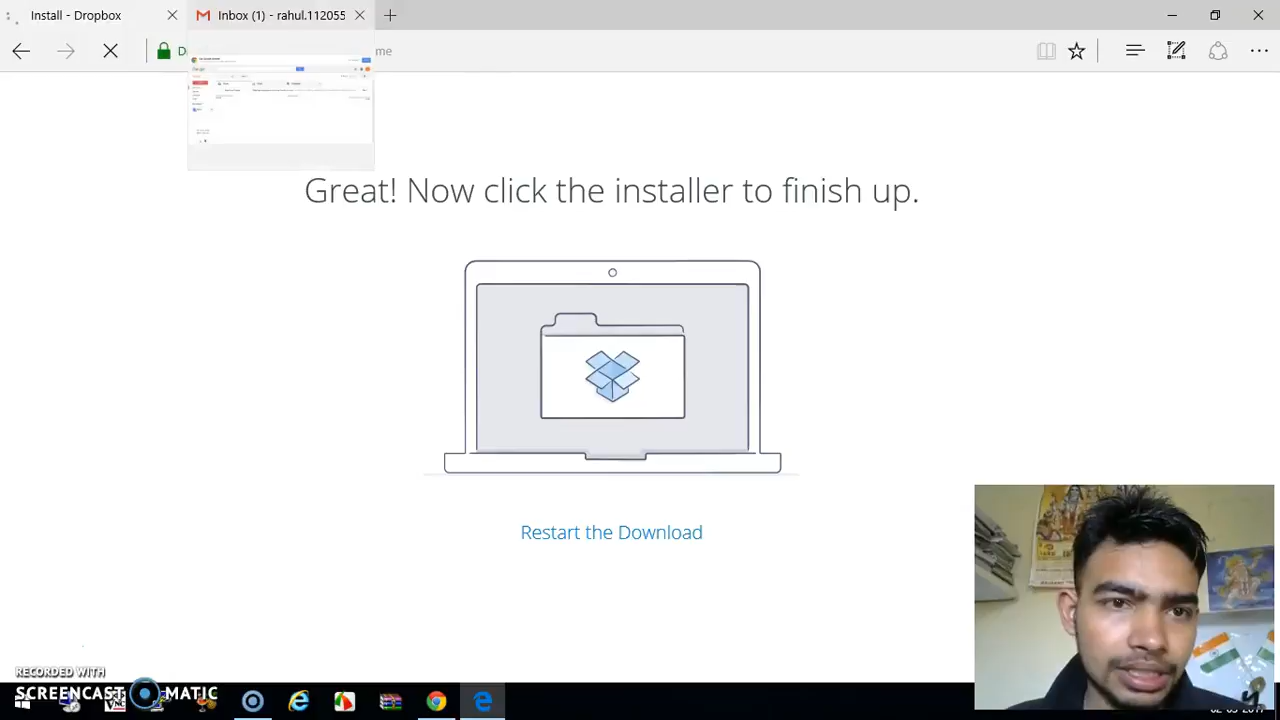 Install - Dropbox
Inbox (1) - rahul.112055
me
Great! Now click the installer to finish up.
Restart the Download
RECORDED WITH
SCREENCAST MATIC